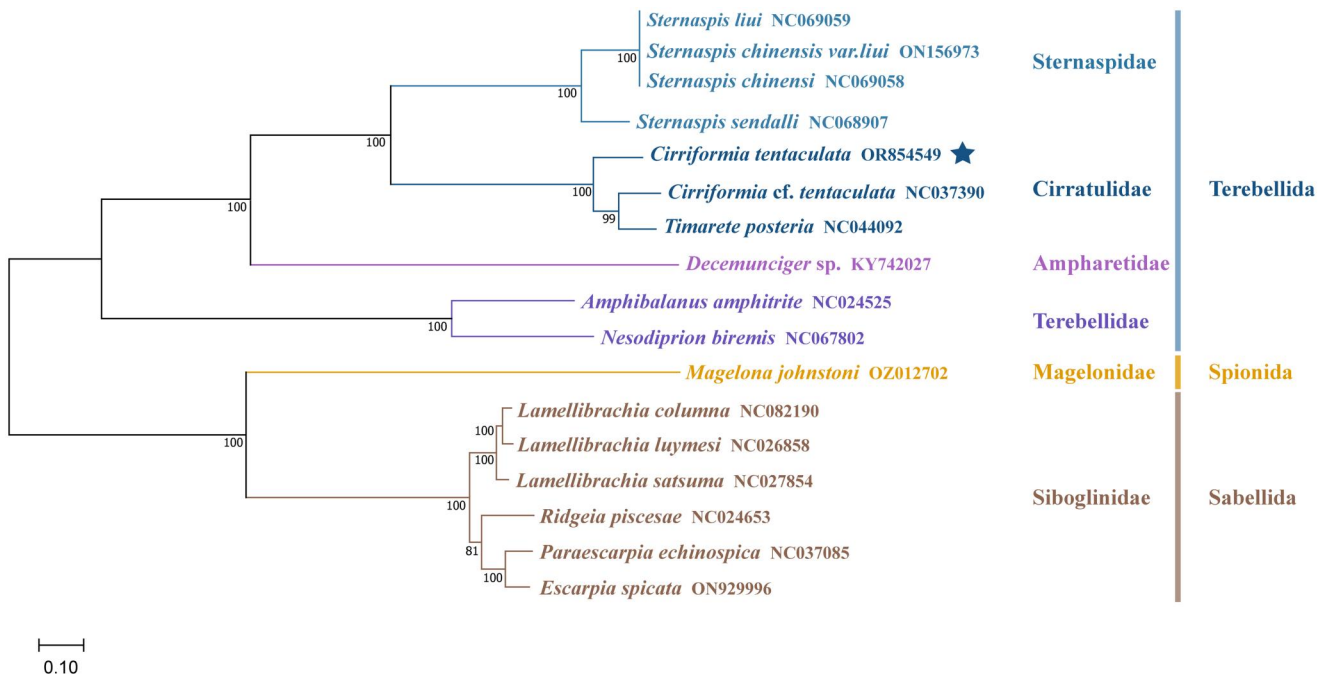 Sternaspis liui NC069059
Sternaspis chinensis var.liui ON156973
100
Sternaspis chinensi NC069058
Sternaspidae
100
Sternaspis sendalli NC068907
100
Cirriformia tentaculata OR854549
100
Cirriformia cf. tentaculata NC037390
Cirratulidae
Terebellida
100
99
Timarete posteria NC044092
Decemunciger sp. KY742027
Ampharetidae
Amphibalanus amphitrite NC024525
100
Terebellidae
Nesodiprion biremis NC067802
Magelona johnstoni OZ012702
Magelonidae
Spionida
Lamellibrachia columna NC082190
100
100
Lamellibrachia luymesi NC026858
100
Lamellibrachia satsuma NC027854
100
Siboglinidae
Sabellida
Ridgeia piscesae NC024653
81
Paraescarpia echinospica NC037085
100
Escarpia spicata ON929996
0.10